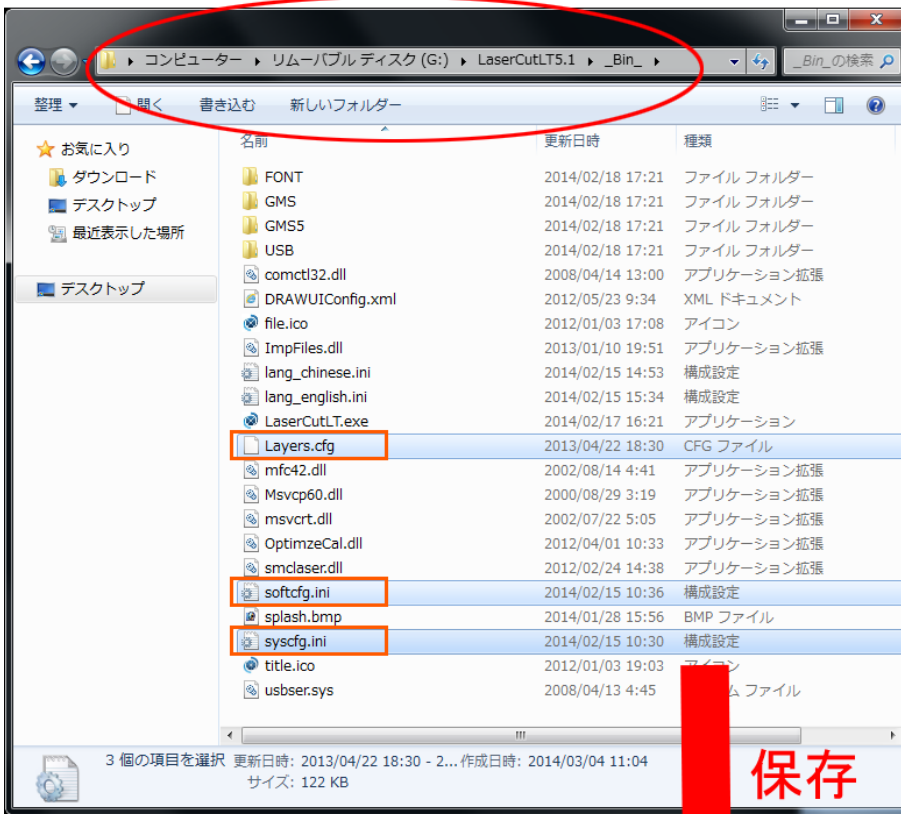 コンピューター ▸ リムーバブル ディスク (G:) ▸ LaserCutLT5.1 ▸ _Bin_ ▸
_Bin_の検索
整理 開く 書き込む 新しいフォルダー
名前 更新日時 種類
お気に入り
ダウンロード
デスクトップ
最近表示した場所
デスクトップ
FONT 2014/02/18 17:21 ファイル フォルダー
GMS 2014/02/18 17:21 ファイル フォルダー
GMS5 2014/02/18 17:21 ファイル フォルダー
USB 2014/02/18 17:21 ファイル フォルダー
comctl32.dll 2008/04/14 13:00 アプリケーション拡張
DRAWUIConfig.xml 2012/05/23 9:34 XML ドキュメント
file.ico 2012/01/03 17:08 アイコン
ImpFiles.dll 2013/01/10 19:51 アプリケーション拡張
lang_chinese.ini 2014/02/15 14:53 構成設定
lang_english.ini 2014/02/15 15:34 構成設定
LaserCutLT.exe 2014/02/17 16:21 アプリケーション
Layers.cfg 2013/04/22 18:30 CFG ファイル
mfc42.dll 2002/08/14 4:41 アプリケーション拡張
Msvcp60.dll 2000/08/29 3:19 アプリケーション拡張
msvcrt.dll 2002/07/22 5:05 アプリケーション拡張
OptimzeCal.dll 2012/04/01 10:33 アプリケーション拡張
smclaser.dll 2012/02/24 14:38 アプリケーション拡張
softcfg.ini 2014/02/15 10:36 構成設定
splash.bmp 2014/01/28 15:56 BMP ファイル
syscfg.ini 2014/02/15 10:30 構成設定
title.ico 2012/01/03 19:03 アイコン
usbser.sys 2008/04/13 4:45 ム ファイル
3 個の項目を選択 更新日時: 2013/04/22 18:30 - 2... 作成日時: 2014/03/04 11:04
サイズ: 122 KB
保存